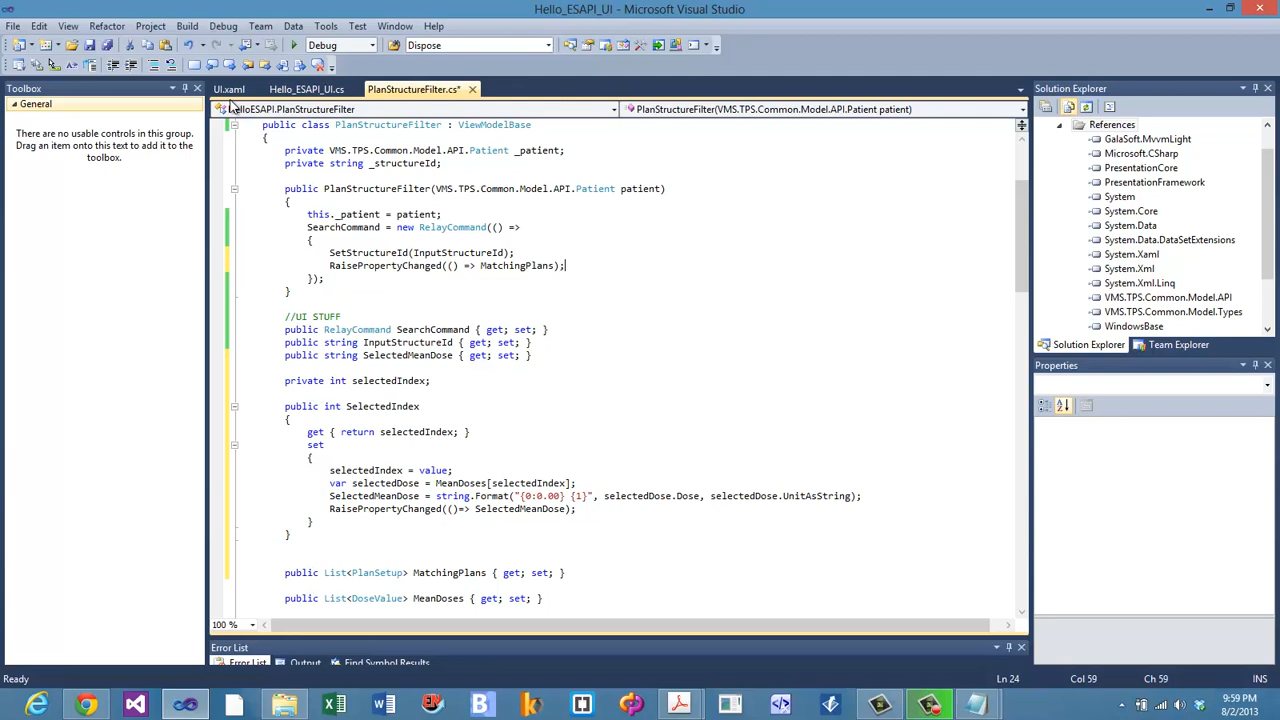 Hello_ESAPI_UI - Microsoft Visual Studio
File Edit View Refactor Project Build Debug Team Data Tools Test Window Help
Debug Dispose
Toolbox
General
There are no usable controls in this group.
Drag an item onto this text to add it to the
toolbox.
UI.xaml Hello_ESAPI_UI.cs PlanStructureFilter.cs*
HelloESAPI.PlanStructureFilter PlanStructureFilter(VMS.TPS.Common.Model.API.Patient patient)
public class PlanStructureFilter : ViewModelBase
{
private VMS.TPS.Common.Model.API.Patient _patient;
private string _structureId;
public PlanStructureFilter(VMS.TPS.Common.Model.API.Patient patient)
{
this._patient = patient;
SearchCommand = new RelayCommand(() =>
{
SetStructureId(InputStructureId);
RaisePropertyChanged(() => MatchingPlans);
});
}
//UI STUFF
public RelayCommand SearchCommand { get; set; }
public string InputStructureId { get; set; }
public string SelectedMeanDose { get; set; }
private int selectedIndex;
public int SelectedIndex
{
get { return selectedIndex; }
set
{
selectedIndex = value;
var selectedDose = MeanDoses[selectedIndex];
SelectedMeanDose = string.Format("{0:0.00} {1}", selectedDose.Dose, selectedDose.UnitAsString);
RaisePropertyChanged(()=> SelectedMeanDose);
}
}
public List<PlanSetup> MatchingPlans { get; set; }
public List<DoseValue> MeanDoses { get; set; }
100 %
Error List
Error List Output Find Symbol Results
Solution Explorer
References
GalaSoft.MvvmLight
Microsoft.CSharp
PresentationCore
PresentationFramework
System
System.Core
System.Data
System.Data.DataSetExtensions
System.Xaml
System.Xml
System.Xml.Linq
VMS.TPS.Common.Model.API
VMS.TPS.Common.Model.Types
WindowsBase
Solution Explorer Team Explorer
Properties
Ready Ln 24 Col 59 Ch 59
9:59 PM
8/2/2013